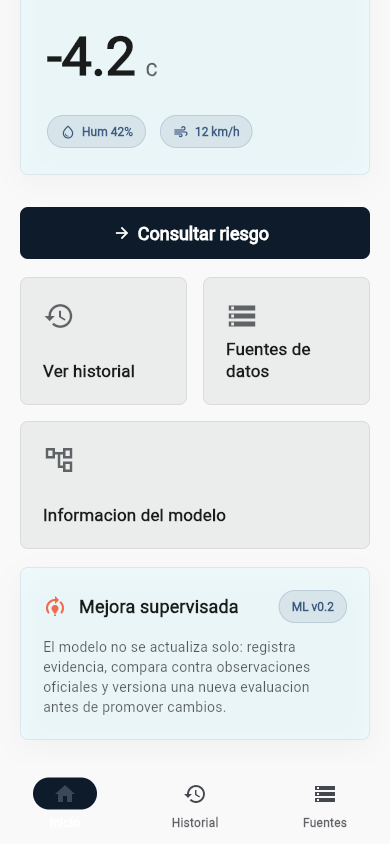 -4.2 C
Hum 42%
12 km/h
Consultar riesgo
Ver historial
Fuentes de
datos
Informacion del modelo
Mejora supervisada
ML v0.2
El modelo no se actualiza solo: registra
evidencia, compara contra observaciones
oficiales y versiona una nueva evaluacion
antes de promover cambios.
Inicio
Historial
Fuentes